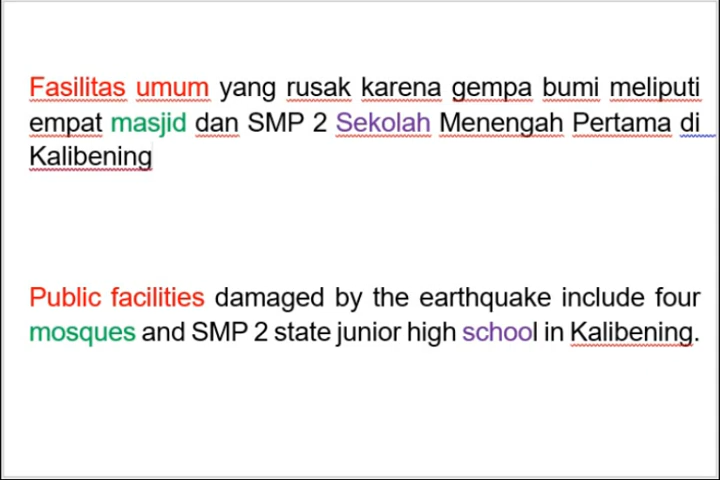 Fasilitas umum yang rusak karena gempa bumi meliputi
empat masjid dan SMP 2 Sekolah Menengah Pertama di
Kalibening
Public facilities damaged by the earthquake include four
mosques and SMP 2 state junior high school in Kalibening.